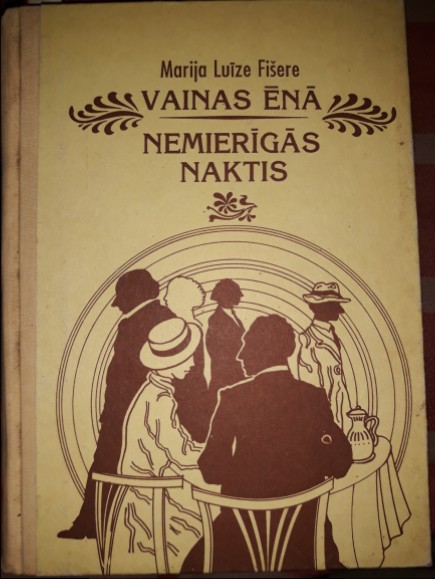 Marija Luīze Fišere
VAINAS ĒNĀ
NEMIERĪGĀS
NAKTIS